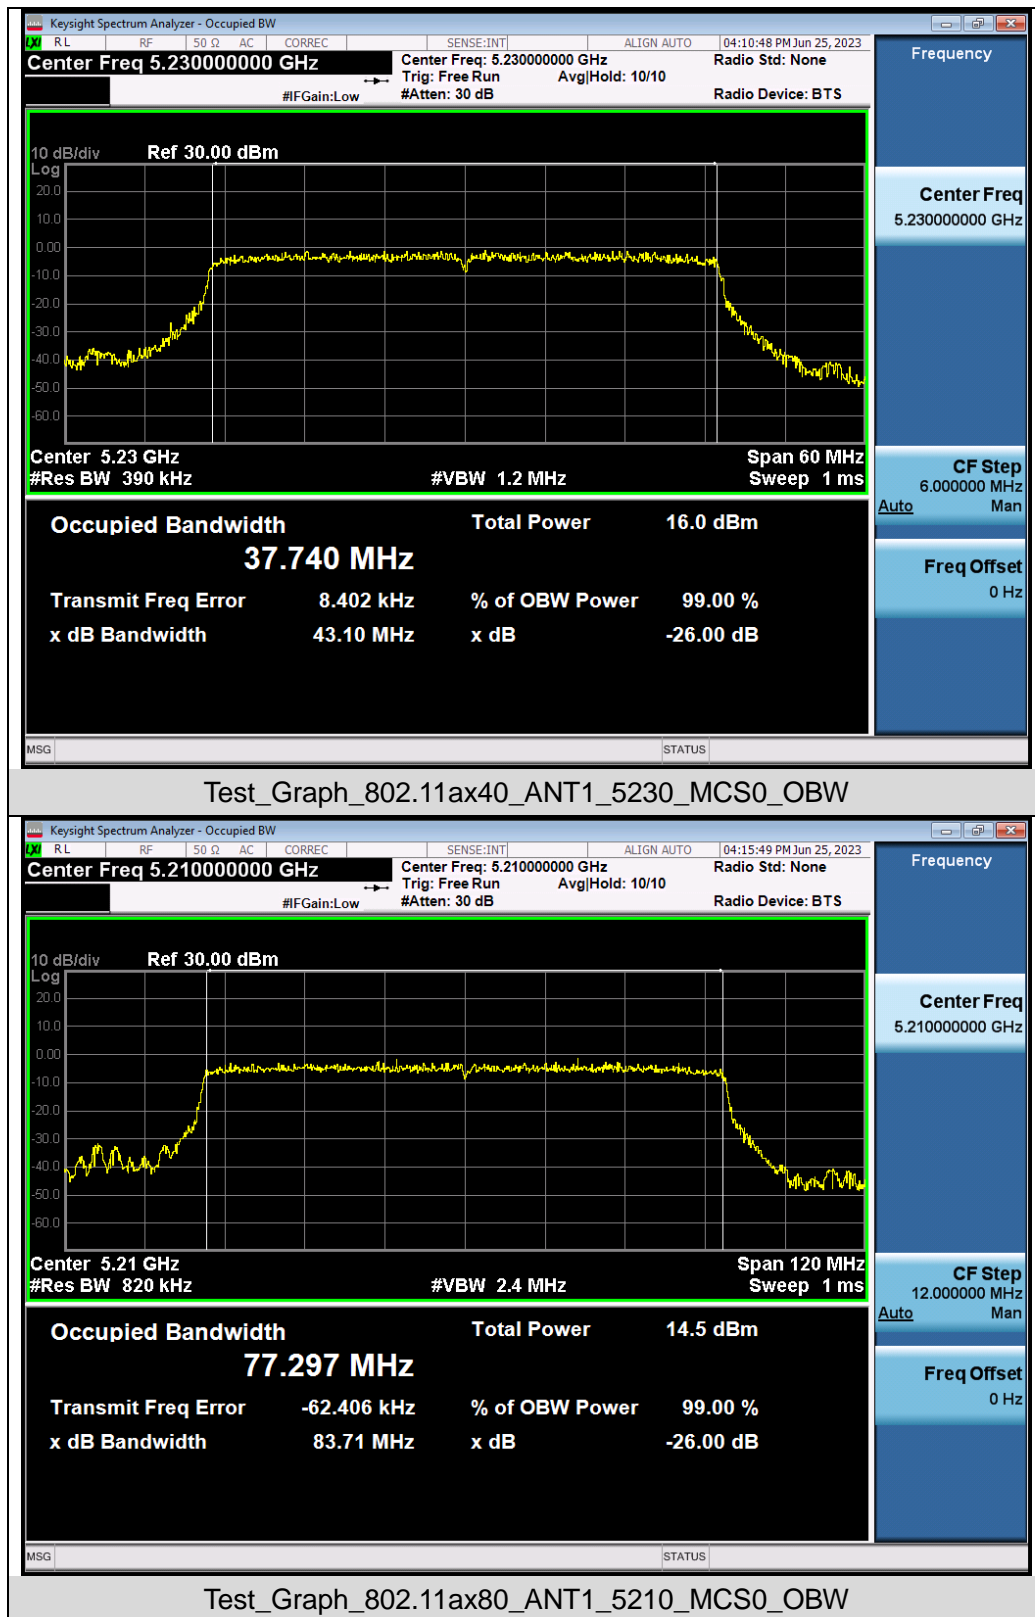 Keysight Spectrum Analyzer - Occupied BW
LXI RL RF 50 Ω AC CORREC SENSE:INT ALIGN AUTO 04:10:48 PM Jun 25, 2023
Center Freq 5.230000000 GHz
Center Freq: 5.230000000 GHz
Radio Std: None
Trig: Free Run Avg|Hold: 10/10
#IFGain:Low #Atten: 30 dB Radio Device: BTS
10 dB/div Ref 30.00 dBm
Log
20.0
10.0
0.00
-10.0
-20.0
-30.0
-40.0
-50.0
-60.0
Center 5.23 GHz Span 60 MHz
#Res BW 390 kHz #VBW 1.2 MHz Sweep 1 ms
Occupied Bandwidth Total Power 16.0 dBm
37.740 MHz
Transmit Freq Error 8.402 kHz % of OBW Power 99.00 %
x dB Bandwidth 43.10 MHz x dB -26.00 dB
MSG STATUS
Frequency
Center Freq
5.230000000 GHz
CF Step
6.000000 MHz
Auto Man
Freq Offset
0 Hz
Test_Graph_802.11ax40_ANT1_5230_MCS0_OBW
Keysight Spectrum Analyzer - Occupied BW
LXI RL RF 50 Ω AC CORREC SENSE:INT ALIGN AUTO 04:15:49 PM Jun 25, 2023
Center Freq 5.210000000 GHz
Center Freq: 5.210000000 GHz
Radio Std: None
Trig: Free Run Avg|Hold: 10/10
#IFGain:Low #Atten: 30 dB Radio Device: BTS
10 dB/div Ref 30.00 dBm
Log
20.0
10.0
0.00
-10.0
-20.0
-30.0
-40.0
-50.0
-60.0
Center 5.21 GHz Span 120 MHz
#Res BW 820 kHz #VBW 2.4 MHz Sweep 1 ms
Occupied Bandwidth Total Power 14.5 dBm
77.297 MHz
Transmit Freq Error -62.406 kHz % of OBW Power 99.00 %
x dB Bandwidth 83.71 MHz x dB -26.00 dB
MSG STATUS
Frequency
Center Freq
5.210000000 GHz
CF Step
12.000000 MHz
Auto Man
Freq Offset
0 Hz
Test_Graph_802.11ax80_ANT1_5210_MCS0_OBW